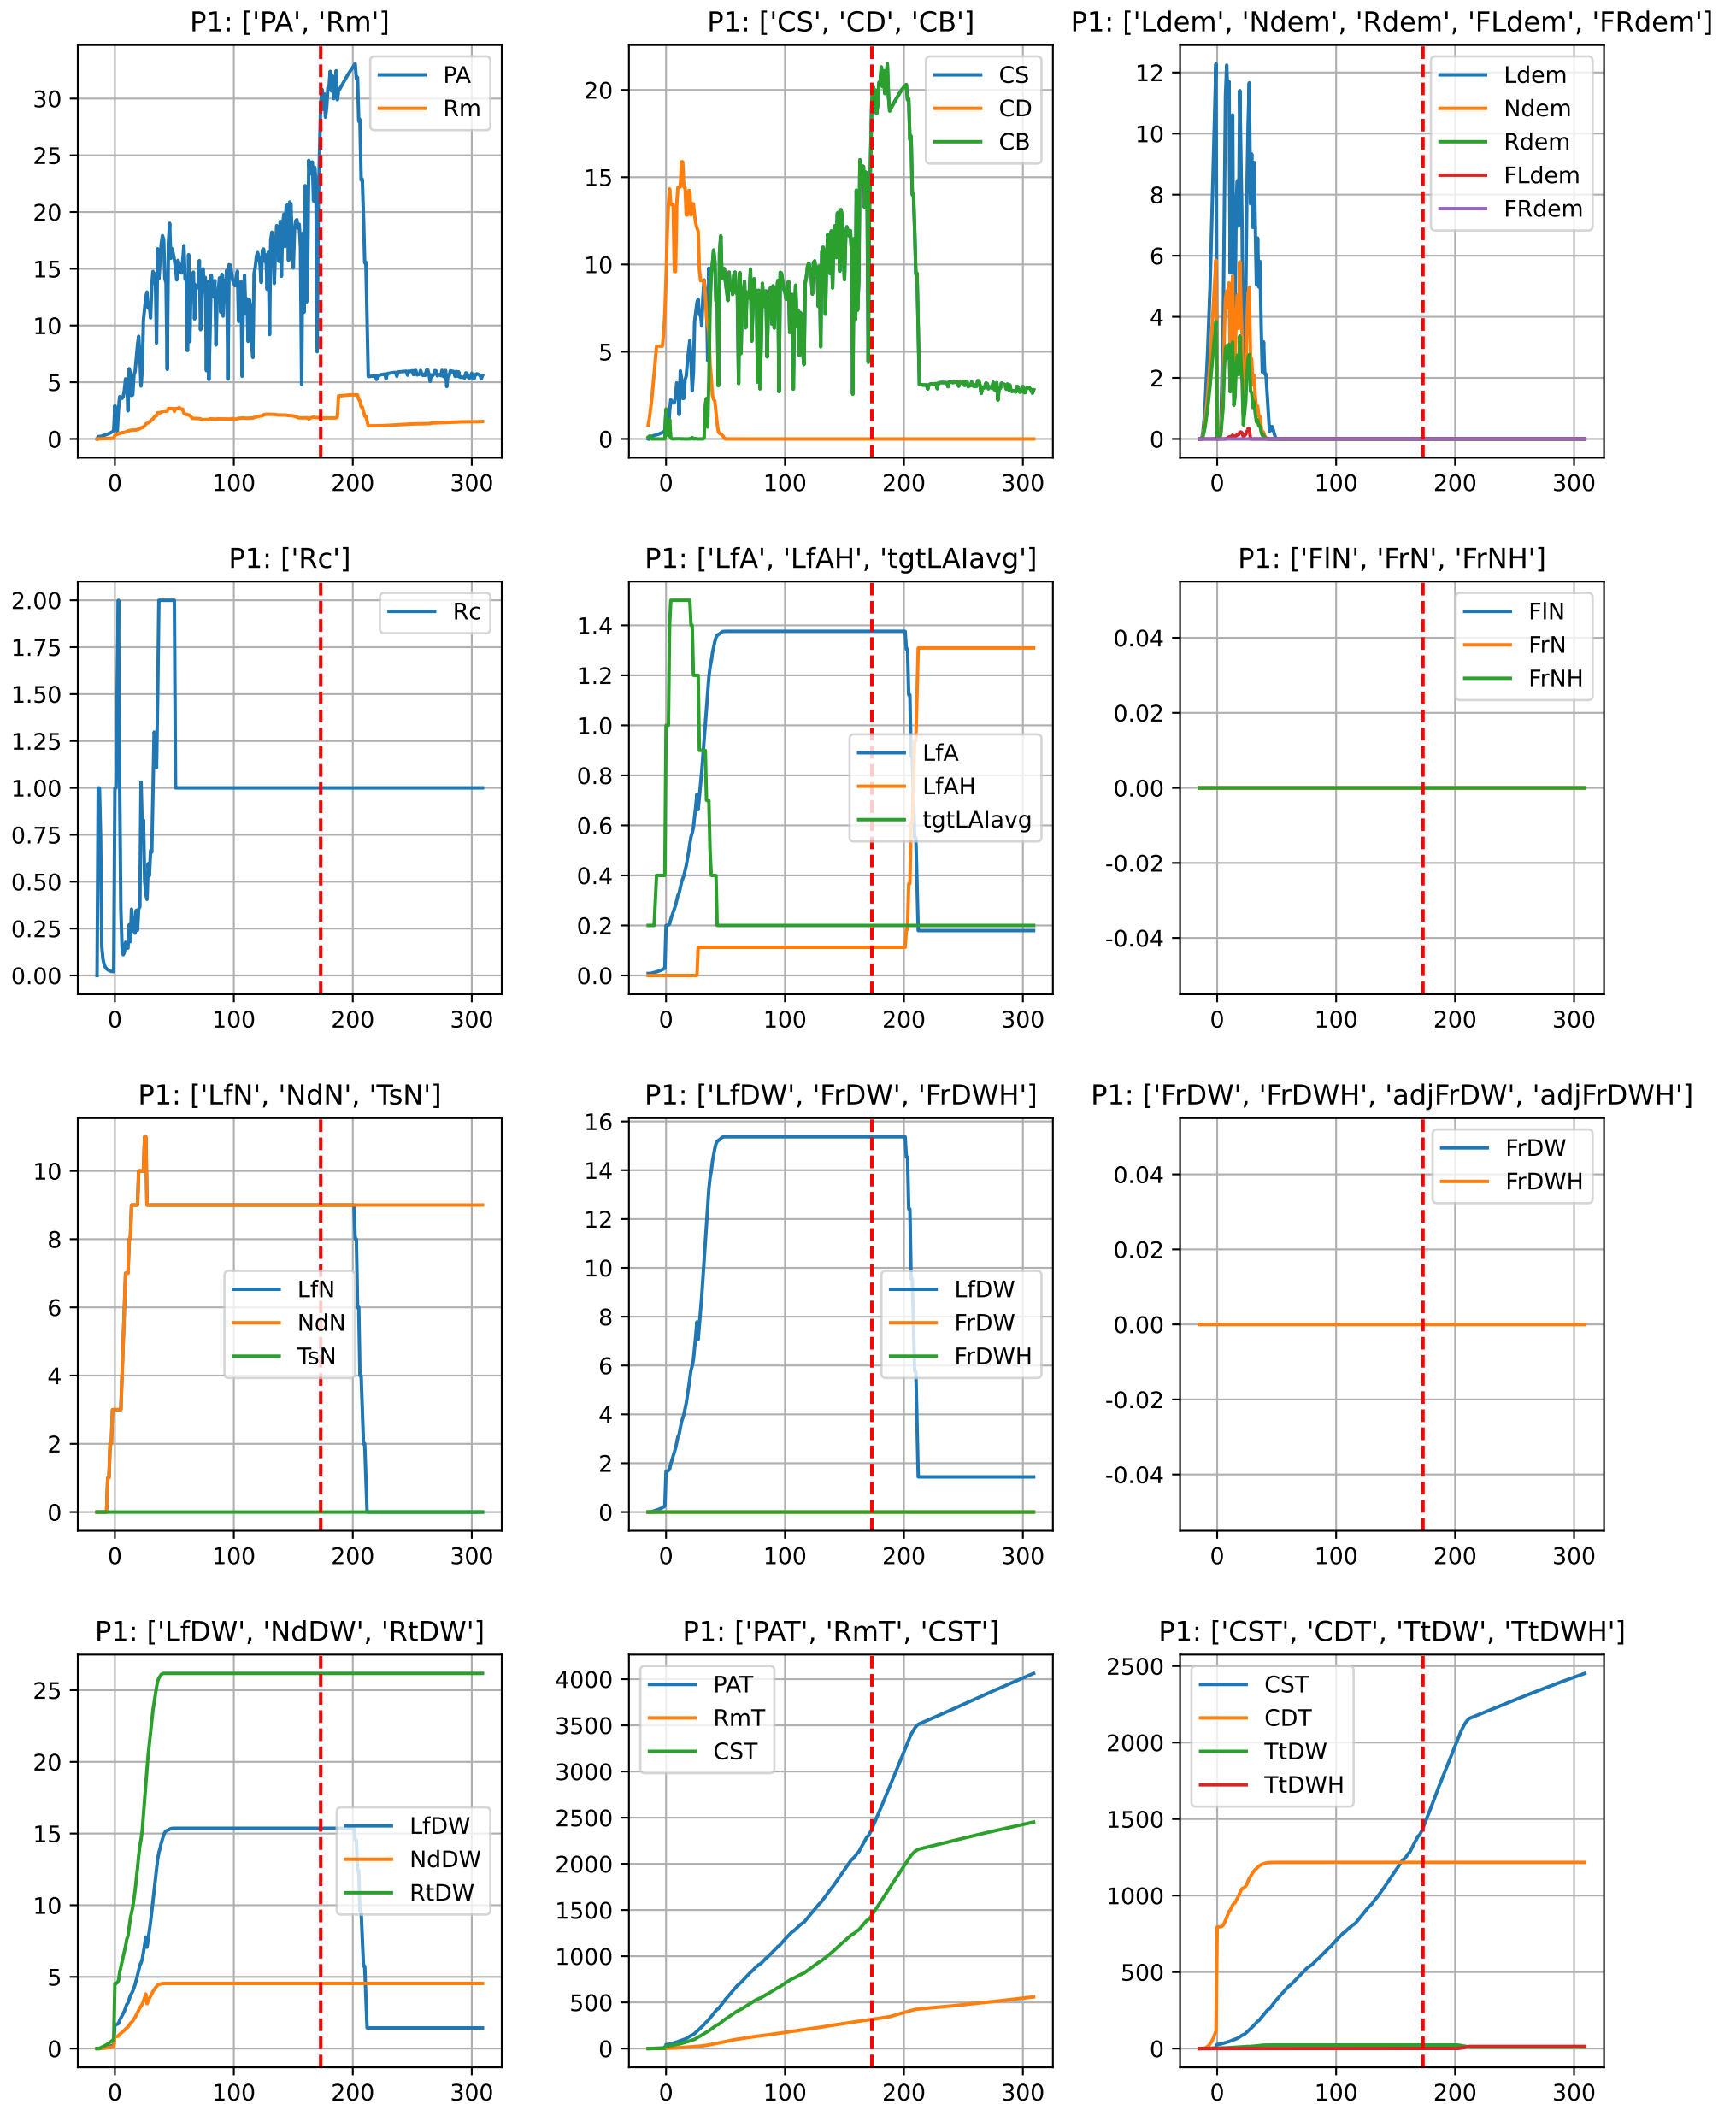 P1: ['PA', 'Rm']
35
30
25
20
15
10
5
0
0 100 200 300
PA
Rm
P1: ['CS', 'CD', 'CB']
20
15
10
5
0
0 100 200 300
CS
CD
CB
P1: ['Ldem', 'Ndem', 'Rdem', 'FLdem', 'FRdem']
12
10
8
6
4
2
0
0 100 200 300
Ldem
Ndem
Rdem
FLdem
FRdem
P1: ['Rc']
2.00
1.75
1.50
1.25
1.00
0.75
0.50
0.25
0.00
0 100 200 300
Rc
P1: ['LfA', 'LfAH', 'tgtLAIavg']
1.4
1.2
1.0
0.8
0.6
0.4
0.2
0.0
0 100 200 300
LfA
LfAH
tgtLAIavg
P1: ['FlN', 'FrN', 'FrNH']
0.04
0.02
0.00
-0.02
-0.04
0 100 200 300
FlN
FrN
FrNH
P1: ['LfN', 'NdN', 'TsN']
10
8
6
4
2
0
0 100 200 300
LfN
NdN
TsN
P1: ['LfDW', 'FrDW', 'FrDWH']
16
14
12
10
8
6
4
2
0
0 100 200 300
LfDW
FrDW
FrDWH
P1: ['FrDW', 'FrDWH', 'adjFrDW', 'adjFrDWH']
0.04
0.02
0.00
-0.02
-0.04
0 100 200 300
FrDW
FrDWH
P1: ['LfDW', 'NdDW', 'RtDW']
25
20
15
10
5
0
0 100 200 300
LfDW
NdDW
RtDW
P1: ['PAT', 'RmT', 'CST']
4000
3500
3000
2500
2000
1500
1000
500
0
0 100 200 300
PAT
RmT
CST
P1: ['CST', 'CDT', 'TtDW', 'TtDWH']
2500
2000
1500
1000
500
0
0 100 200 300
CST
CDT
TtDW
TtDWH